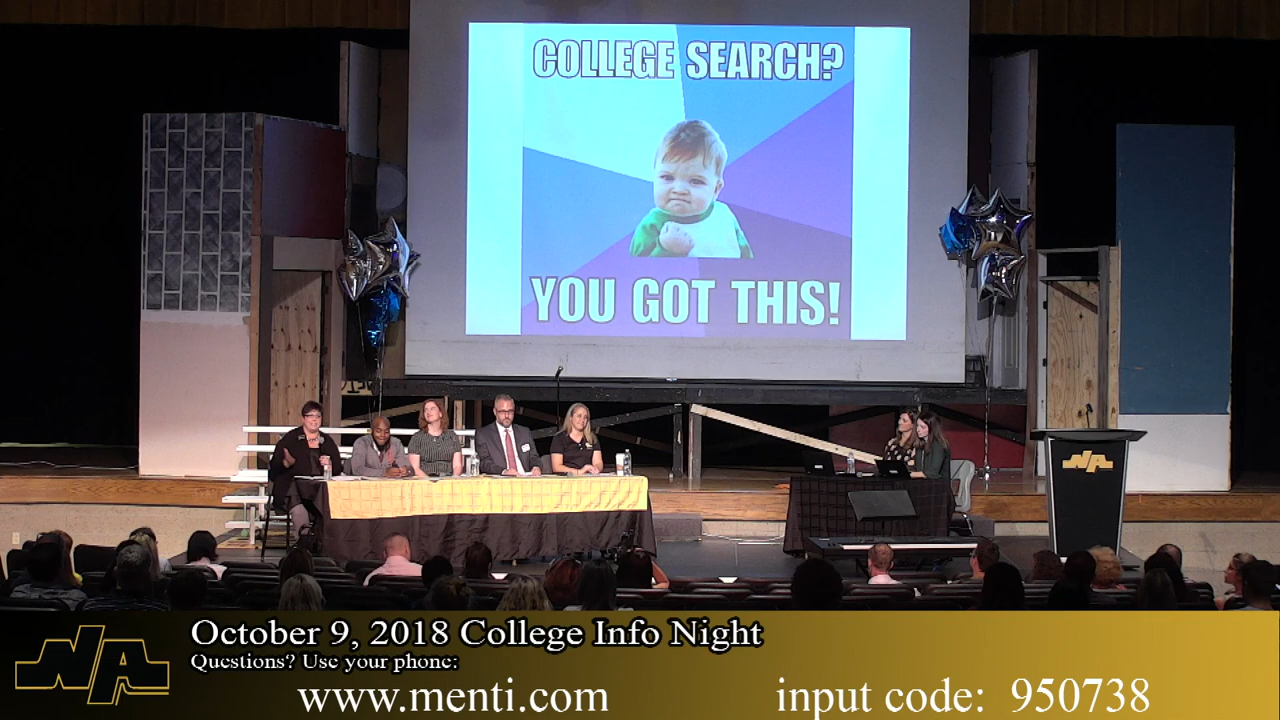 COLLEGE SEARCH?
YOU GOT THIS!
NA
NA
October 9, 2018 College Info Night
Questions? Use your phone:
www.menti.com
input code: 950738